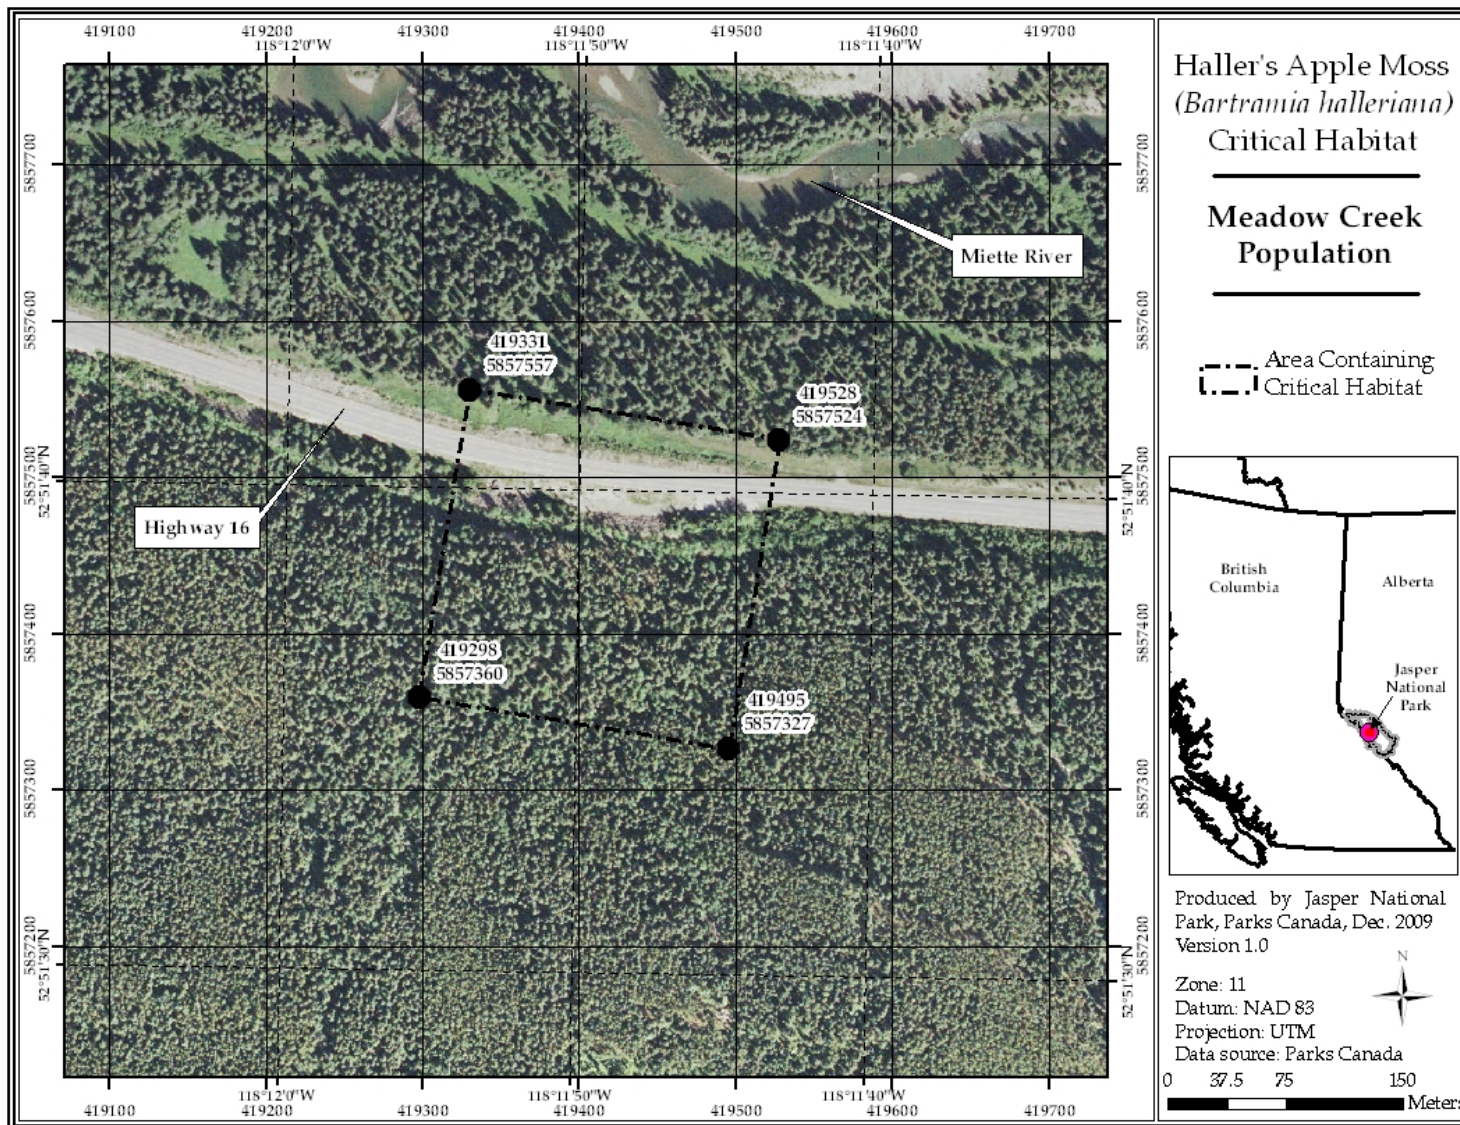 419100 419200 419300 419400 419500 419600 419700
118°12'0"W 118°11'50"W 118°11'40"W
5857700
5857600
5857500
52°51'40"N
5857400
5857300
5857200
52°51'30"N
Miette River
419331
5857557
419528
5857524
Highway 16
419298
5857360
419495
5857327
5857700
5857600
5857500
52°51'40"N
5857400
5857300
5857200
52°51'30"N
118°12'0"W 118°11'50"W 118°11'40"W
419100 419200 419300 419400 419500 419600 419700
Haller's Apple Moss
(Bartramia halleriana)
Critical Habitat
Meadow Creek
Population
Area Containing
Critical Habitat
British
Columbia
Alberta
Jasper
National
Park
Produced by Jasper National
Park, Parks Canada, Dec. 2009
Version 1.0
N
Zone: 11
Datum: NAD 83
Projection: UTM
Data source: Parks Canada
0 37.5 75 150
Meters